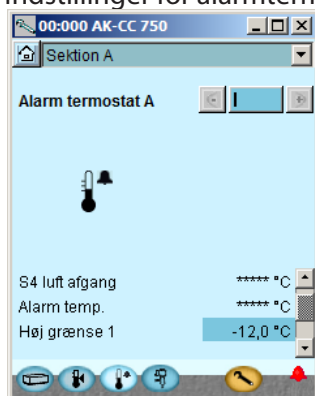 Indstillinger for alarmterm
00:000 AK-CC 750
Sektion A
Alarm termostat A
S4 luft afgang ***** °C
Alarm temp. ***** °C
Høj grænse 1 -12,0 °C